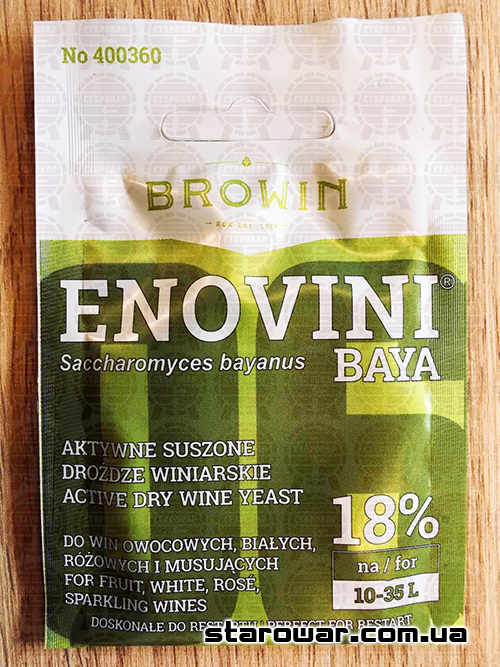 No 400360
BROWIN
ENOVINI®
Saccharomyces bayanus
BAYA
AKTYWNE SUSZONE
DROŻDŻE WINIARSKIE
ACTIVE DRY WINE YEAST
18%
na / for
10-35 L
DO WIN OWOCOWYCH, BIAŁYCH,
RÓŻOWYCH I MUSUJĄCYCH
FOR FRUIT, WHITE, ROSÉ,
SPARKLING WINES
DOSKONAŁE DO PERFECT FOR RESTART
starowar.com.ua